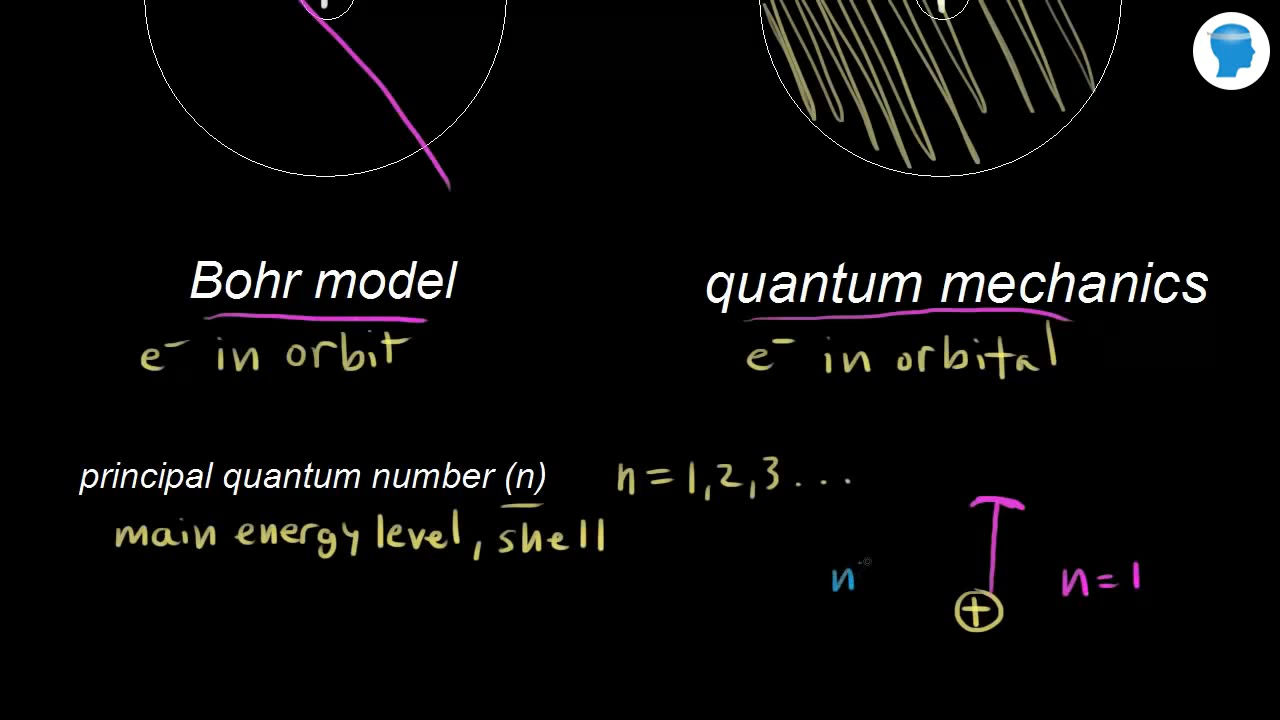 Bohr model
quantum mechanics
e⁻ in orbit
e⁻ in orbital
principal quantum number (n)
n = 1, 2, 3 . . .
main energy level, shell
n
n = 1
+